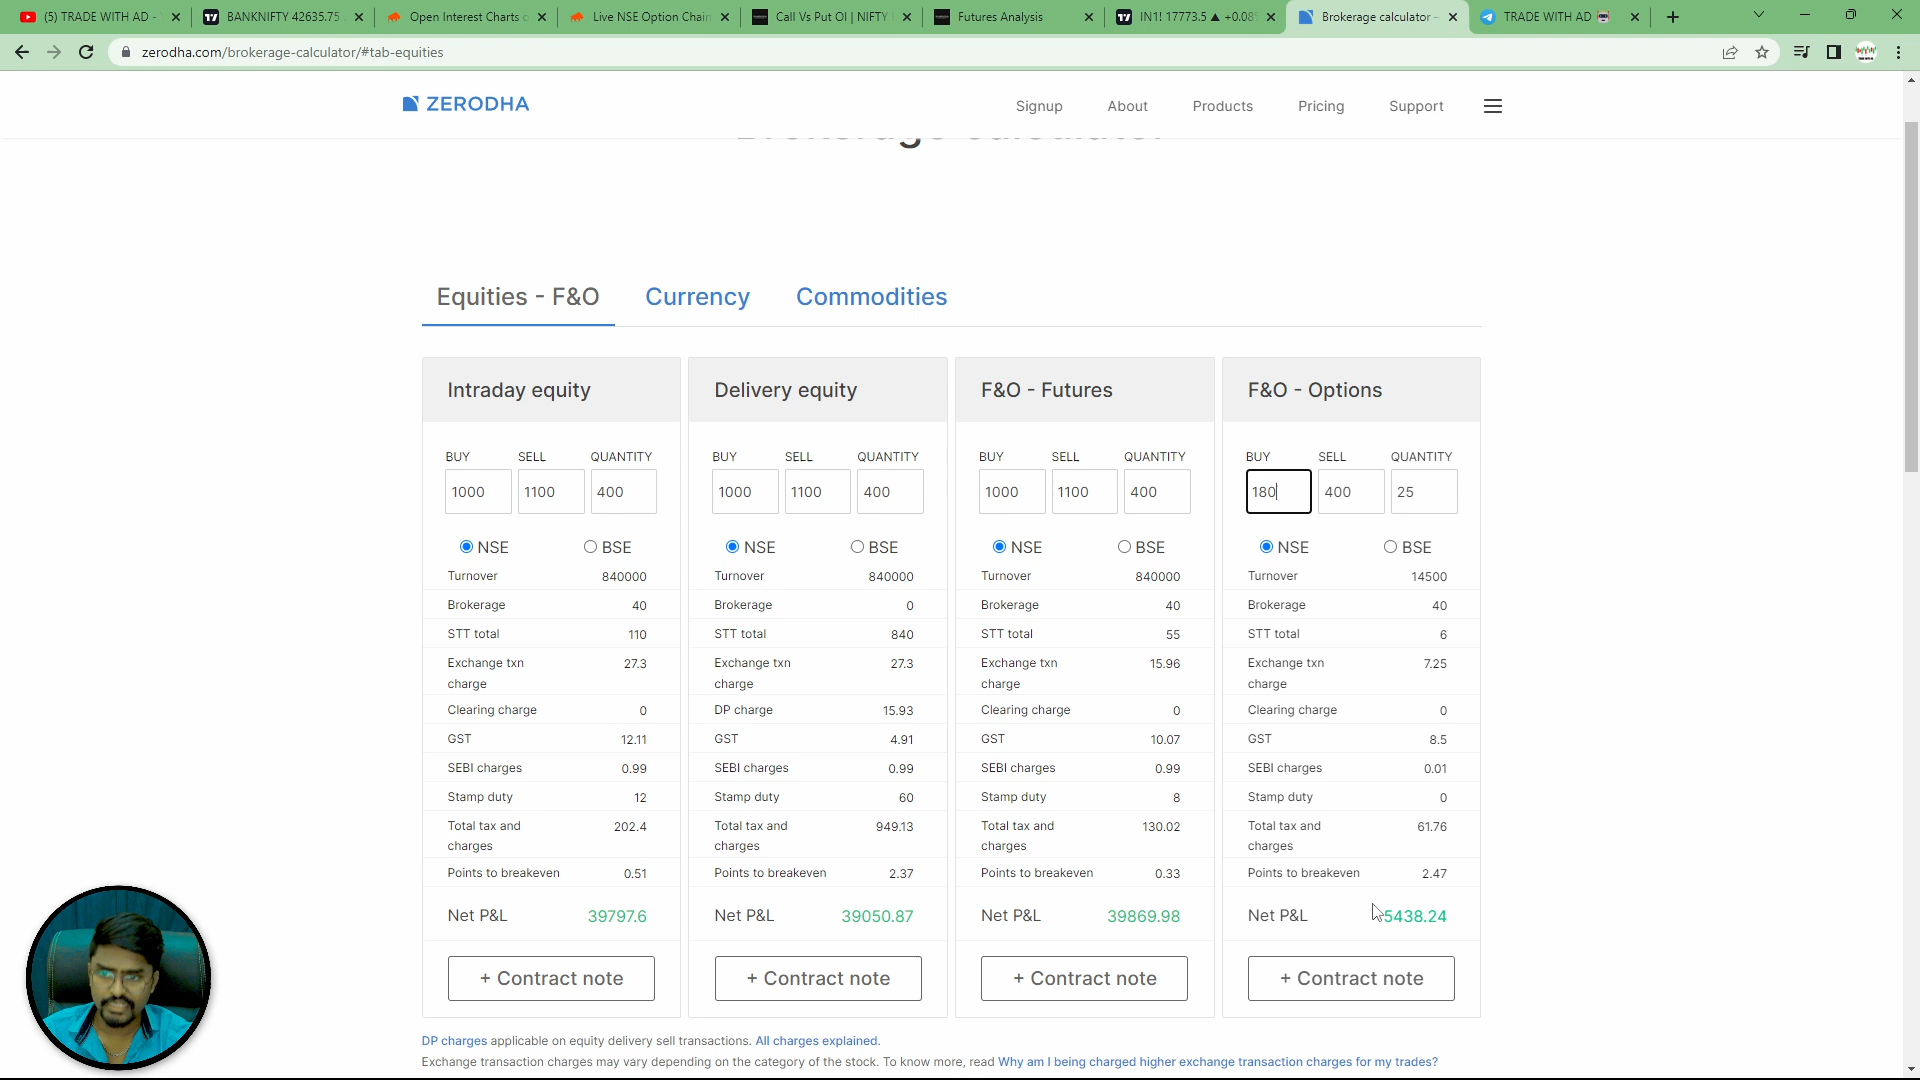 (5) TRADE WITH AD -
BANKNIFTY 42635.75
Open Interest Charts
Live NSE Option Chain
Call Vs Put OI | NIFTY
Futures Analysis
IN1! 17773.5 ▲ +0.08
Brokerage calculator -
TRADE WITH AD
zerodha.com/brokerage-calculator/#tab-equities
ZERODHA
Signup About Products Pricing Support
Brokerage calculator
Equities - F&O Currency Commodities
Intraday equity
BUY SELL QUANTITY
1000 1100 400
NSE BSE
Turnover 840000
Brokerage 40
STT total 110
Exchange txn 27.3
charge
Clearing charge 0
GST 12.11
SEBI charges 0.99
Stamp duty 12
Total tax and 202.4
charges
Points to breakeven 0.51
Net P&L 39797.6
+ Contract note
Delivery equity
BUY SELL QUANTITY
1000 1100 400
NSE BSE
Turnover 840000
Brokerage 0
STT total 840
Exchange txn 27.3
charge
DP charge 15.93
GST 4.91
SEBI charges 0.99
Stamp duty 60
Total tax and 949.13
charges
Points to breakeven 2.37
Net P&L 39050.87
+ Contract note
F&O - Futures
BUY SELL QUANTITY
1000 1100 400
NSE BSE
Turnover 840000
Brokerage 40
STT total 55
Exchange txn 15.96
charge
Clearing charge 0
GST 10.07
SEBI charges 0.99
Stamp duty 8
Total tax and 130.02
charges
Points to breakeven 0.33
Net P&L 39869.98
+ Contract note
F&O - Options
BUY SELL QUANTITY
180 400 25
NSE BSE
Turnover 14500
Brokerage 40
STT total 6
Exchange txn 7.25
charge
Clearing charge 0
GST 8.5
SEBI charges 0.01
Stamp duty 0
Total tax and 61.76
charges
Points to breakeven 2.47
Net P&L 5438.24
+ Contract note
DP charges applicable on equity delivery sell transactions. All charges explained.
Exchange transaction charges may vary depending on the category of the stock. To know more, read Why am I being charged higher exchange transaction charges for my trades?